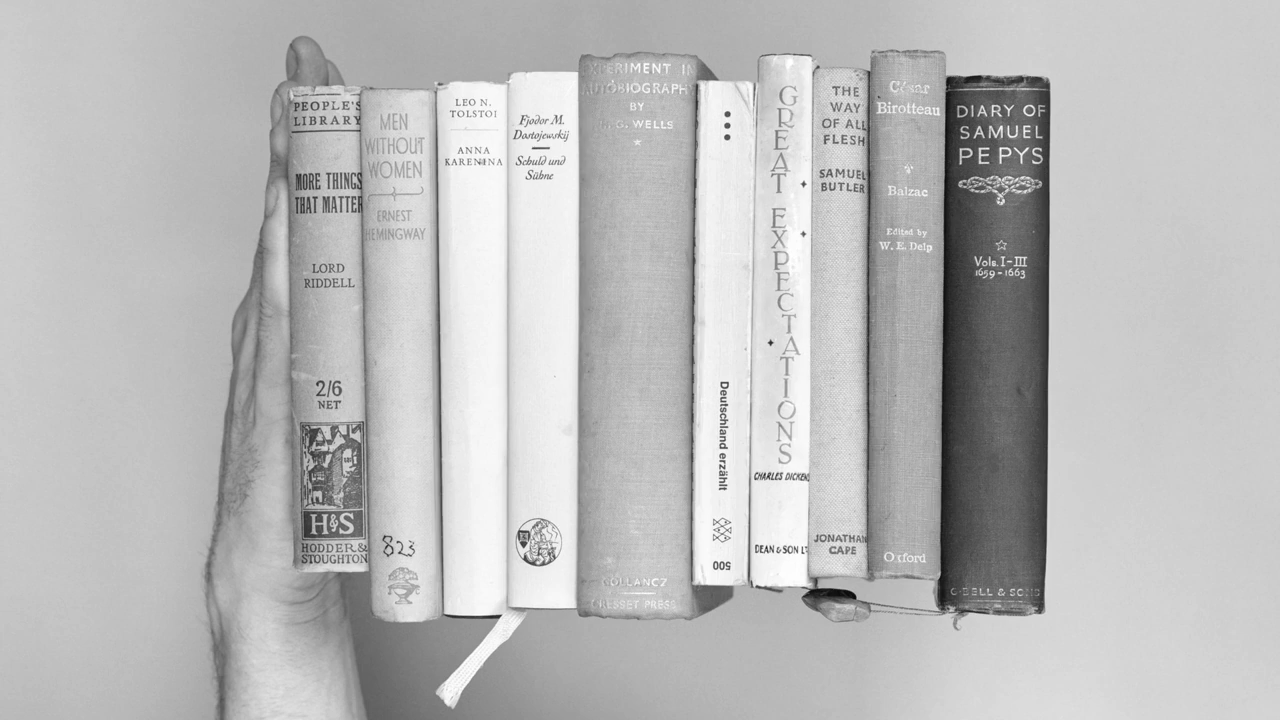 PEOPLE'S
LIBRARY
MORE THINGS
THAT MATTER
LORD
RIDDELL
2/6
NET
H&S
HODDER&
STOUGHTON
MEN
WITHOUT
WOMEN
ERNEST
HEMINGWAY
823
LEO N.
TOLSTOI
ANNA
KARENINA
Fjodor M.
Dostojewskij
Schuld und
Sühne
EXPERIMENT IN
AUTOBIOGRAPHY
BY
H. G. WELLS
GOLLANCZ
CRESSET PRESS
Deutschland erzählt
500
GREAT EXPECTATIONS
CHARLES DICKENS
DEAN & SON LT
THE
WAY
OF ALL
FLESH
SAMUEL
BUTLER
JONATHAN
CAPE
César
Birotteau
Balzac
Edited by
W. E. Delp
Oxford
DIARY OF
SAMUEL
PEPYS
Vols. I-III
1659-1663
G. BELL & SONS